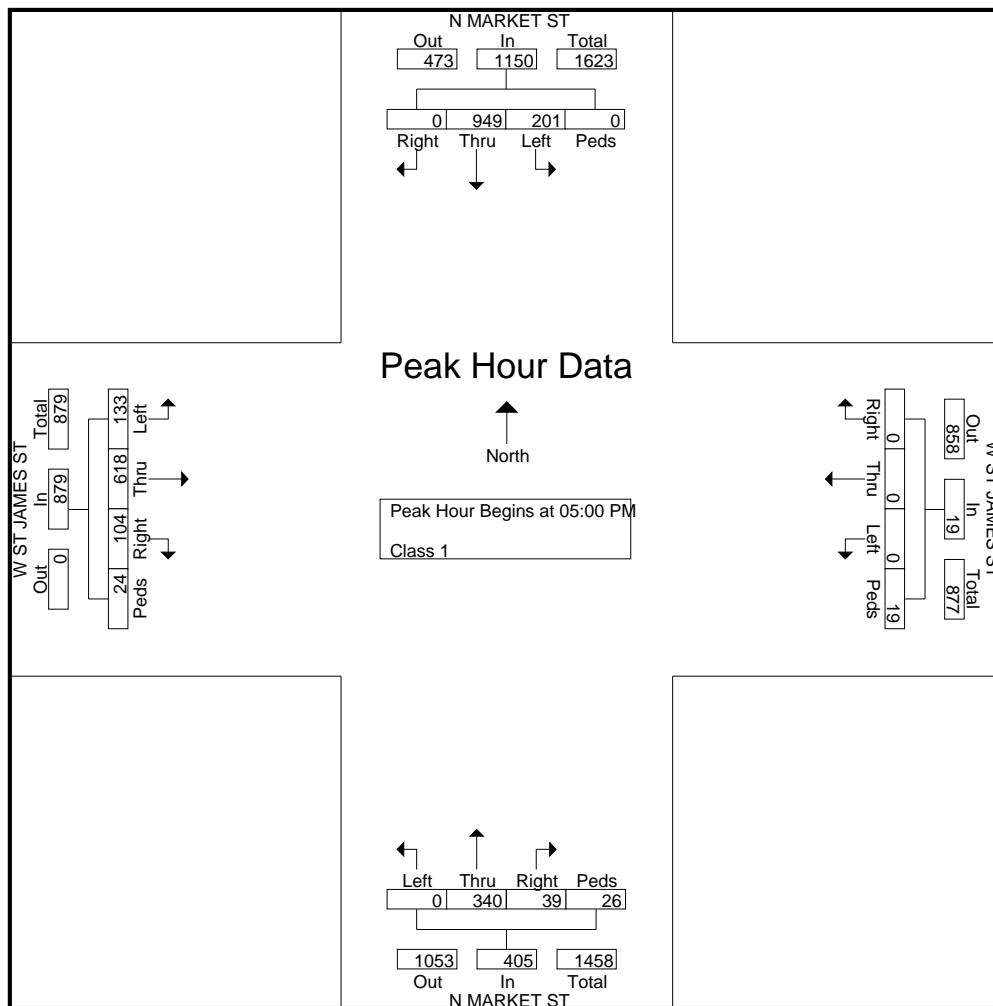 N MARKET ST
Out In Total
473 1150 1623
0 949 201 0
Right Thru Left Peds
Peak Hour Data
North
Peak Hour Begins at 05:00 PM
Class 1
W ST JAMES ST
Total In Out
879 879 0
133 618 104 24
Left Thru Right Peds
W ST JAMES ST
Out In Total
858 19 877
0 0 0 19
Right Thru Left Peds
Left Thru Right Peds
0 340 39 26
1053 405 1458
Out In Total
N MARKET ST